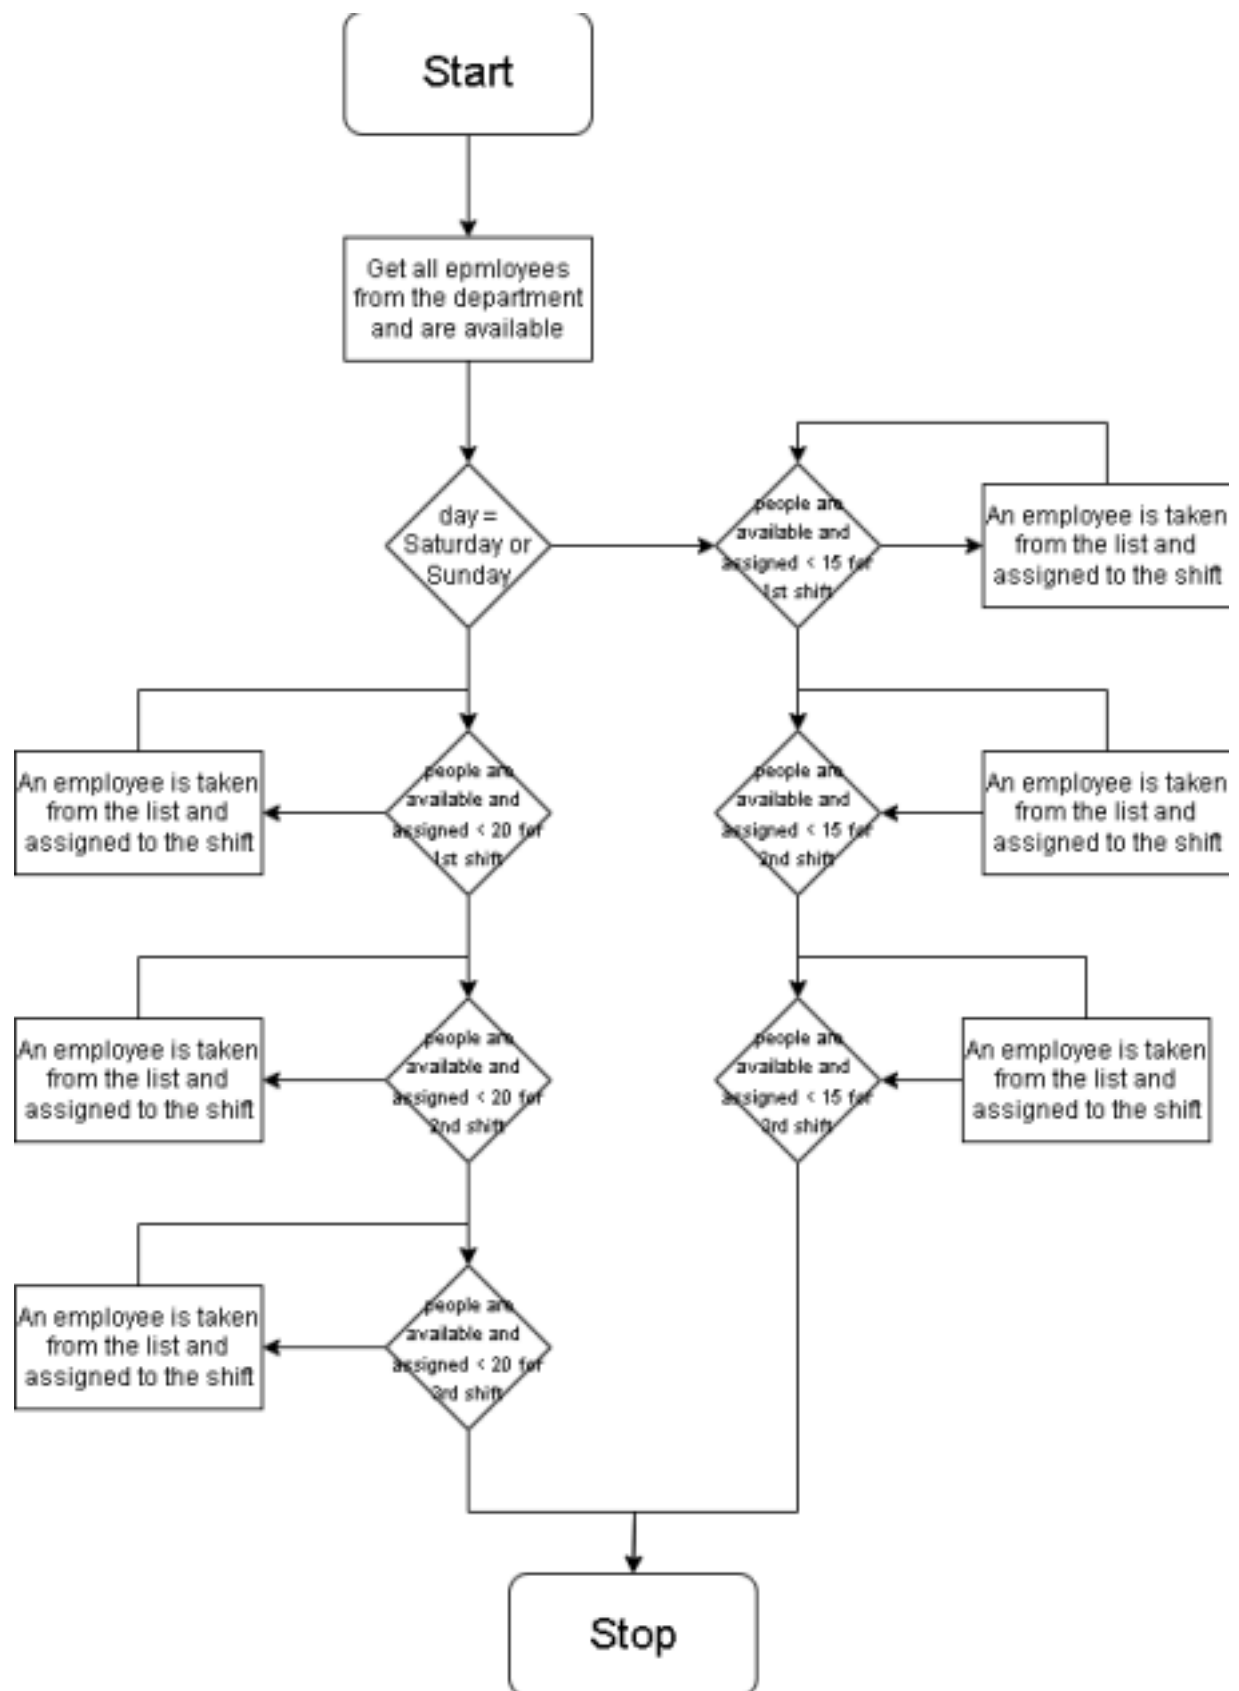 Start
Get all epmloyees
from the department
and are available
day =
Saturday or
Sunday
people are
available and
assigned < 15 for
1st shift
An employee is taken
from the list and
assigned to the shift
people are
available and
assigned < 20 for
1st shift
An employee is taken
from the list and
assigned to the shift
people are
available and
assigned < 15 for
2nd shift
An employee is taken
from the list and
assigned to the shift
people are
available and
assigned < 20 for
2nd shift
An employee is taken
from the list and
assigned to the shift
people are
available and
assigned < 15 for
3rd shift
An employee is taken
from the list and
assigned to the shift
people are
available and
assigned < 20 for
3rd shift
An employee is taken
from the list and
assigned to the shift
Stop